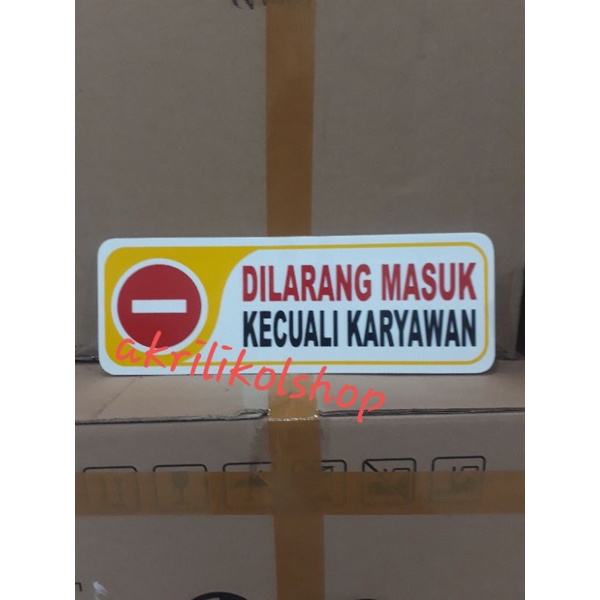 DILARANG MASUK
KECUALI KARYAWAN
akrilikolshop